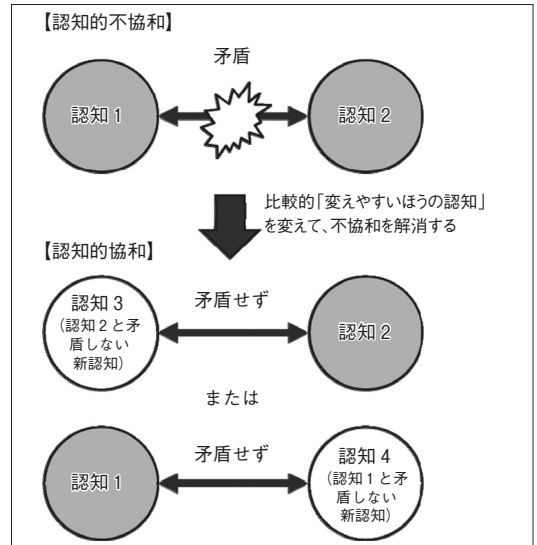 【認知的不協和】
矛盾
認知1
認知2
比較的「変えやすいほうの認知」
を変えて、不協和を解消する
【認知的協和】
認知3
（認知2と矛
盾しない
新認知）
矛盾せず
認知2
または
認知1
矛盾せず
認知4
（認知1と矛
盾しない
新認知）